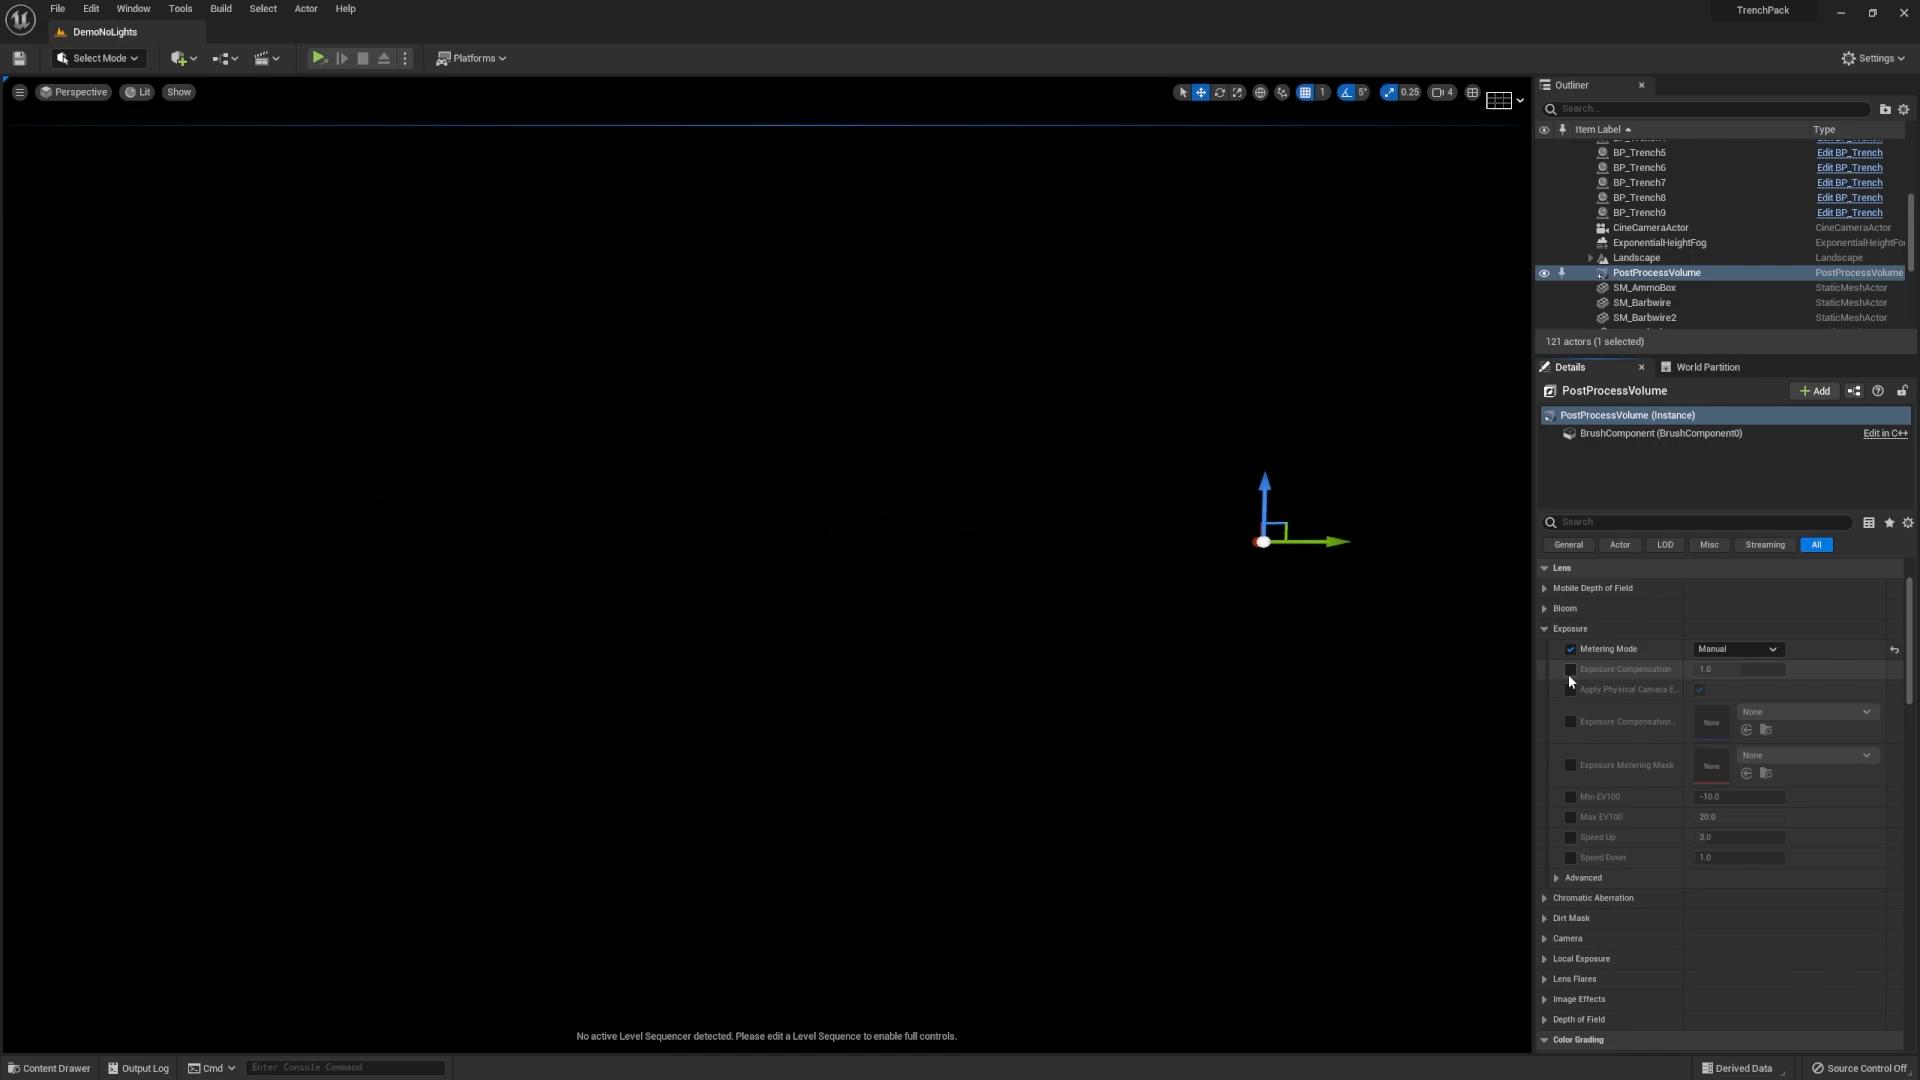 File Edit Window Tools Build Select Actor Help
TrenchPack
DemoNoLights
Select Mode
Platforms
Settings
Perspective Lit Show
1 5° 0.25 4
Outliner
Search...
Item Label Type
BP_Trench5 Edit BP_Trench
BP_Trench6 Edit BP_Trench
BP_Trench7 Edit BP_Trench
BP_Trench8 Edit BP_Trench
BP_Trench9 Edit BP_Trench
CineCameraActor CineCameraActor
ExponentialHeightFog ExponentialHeightFo
Landscape Landscape
PostProcessVolume PostProcessVolume
SM_AmmoBox StaticMeshActor
SM_Barbwire StaticMeshActor
SM_Barbwire2 StaticMeshActor
121 actors (1 selected)
Details World Partition
PostProcessVolume
Add
PostProcessVolume (Instance)
BrushComponent (BrushComponent0) Edit in C++
Search
General Actor LOD Misc Streaming All
Lens
Mobile Depth of Field
Bloom
Exposure
Metering Mode Manual
Exposure Compensation 1.0
Apply Physical Camera E...
Exposure Compensation... None None
Exposure Metering Mask None None
Min EV100 -10.0
Max EV100 20.0
Speed Up 3.0
Speed Down 1.0
Advanced
Chromatic Aberration
Dirt Mask
Camera
Local Exposure
Lens Flares
Image Effects
Depth of Field
Color Grading
No active Level Sequencer detected. Please edit a Level Sequence to enable full controls.
Content Drawer Output Log Cmd Enter Console Command
Derived Data Source Control Off